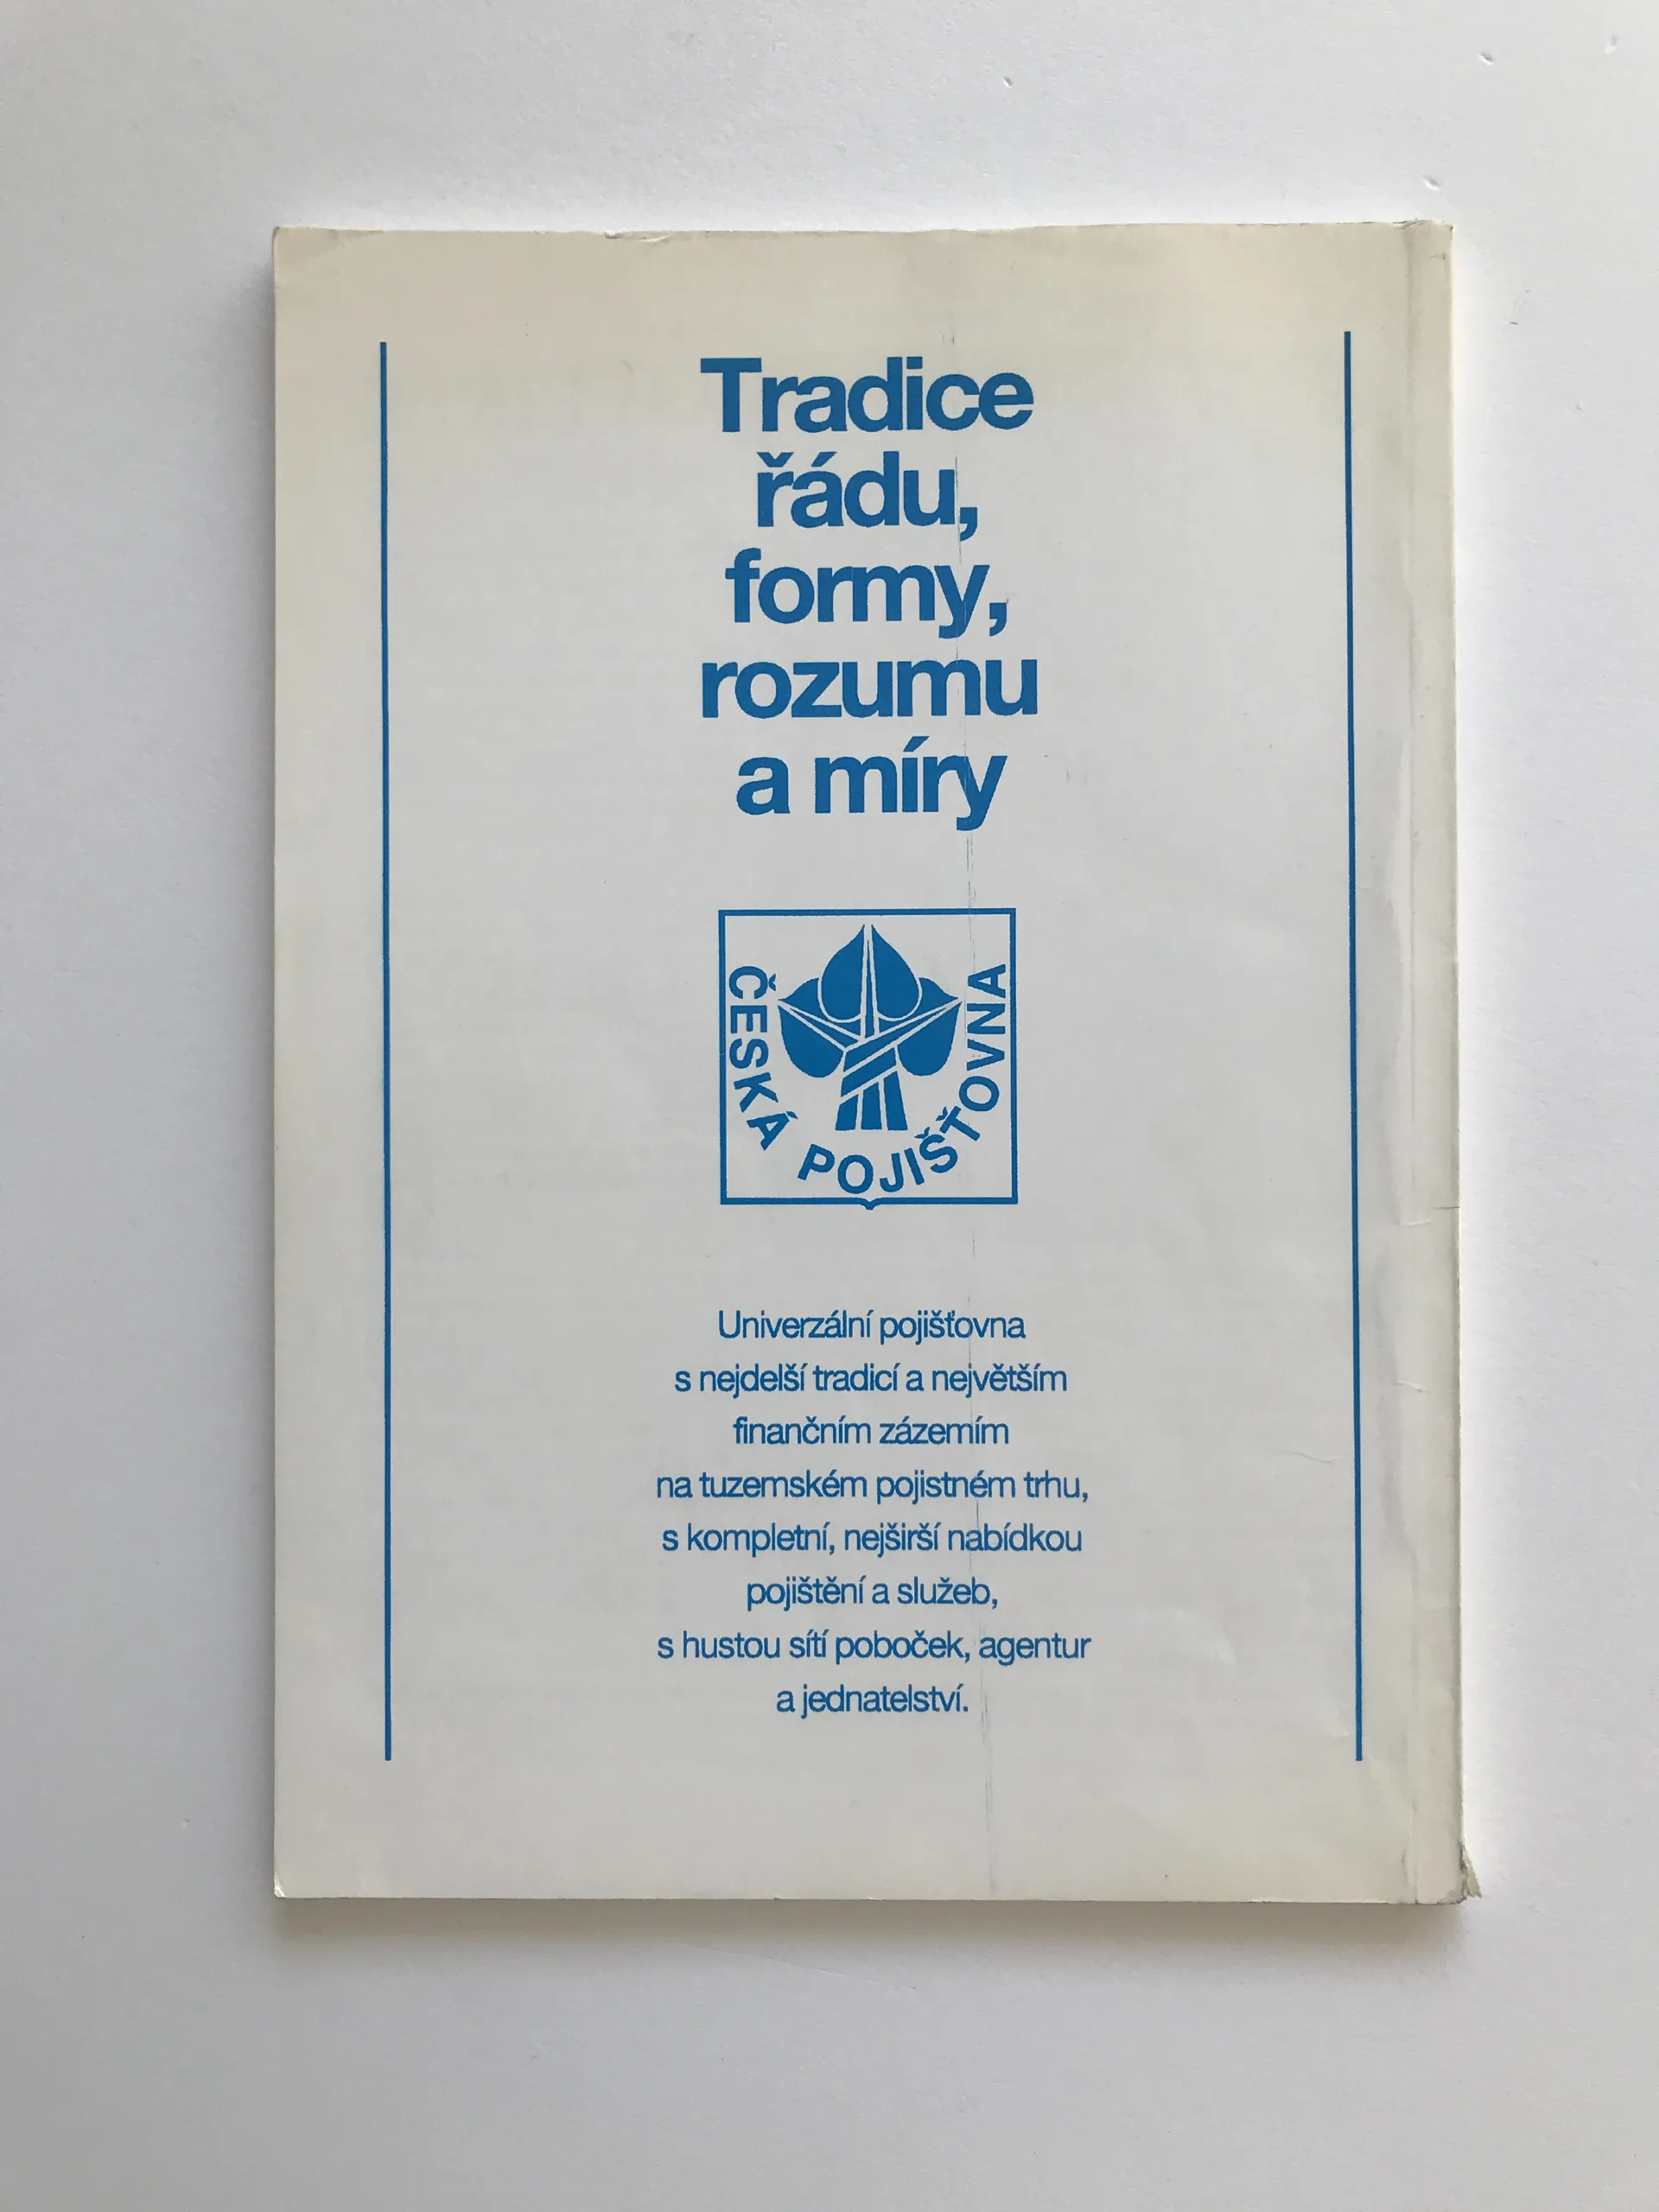 Tradice
řádu,
formy,
rozumu
a míry
ČESKÁ POJIŠŤOVNA
Univerzální pojišťovna
s nejdelší tradicí a největším
finančním zázemím
na tuzemském pojistném trhu,
s kompletní, nejširší nabídkou
pojištění a služeb,
s hustou sítí poboček, agentur
a jednatelství.